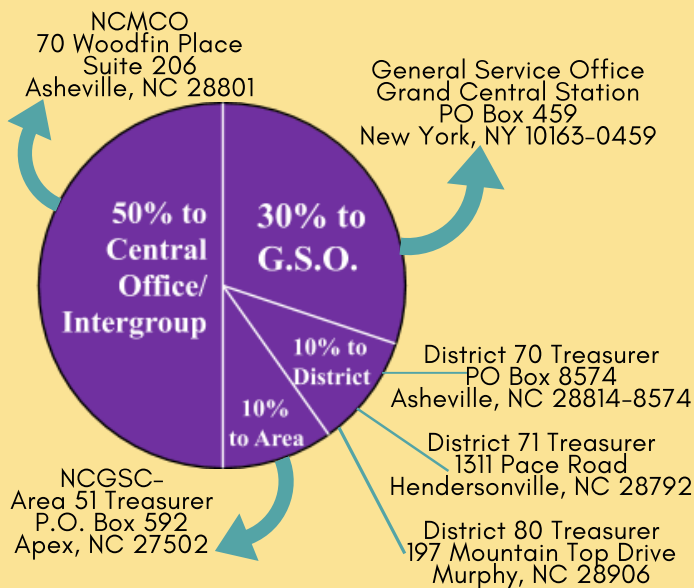 NCMCO
70 Woodfin Place
Suite 206
Asheville, NC 28801
General Service Office
Grand Central Station
PO Box 459
New York, NY 10163-0459
50% to
Central
Office/
Intergroup
30% to
G.S.O.
10% to
District
10%
to Area
District 70 Treasurer
PO Box 8574
Asheville, NC 28814-8574
District 71 Treasurer
1311 Pace Road
Hendersonville, NC 28792
NCGSC-
Area 51 Treasurer
P.O. Box 592
Apex, NC 27502
District 80 Treasurer
197 Mountain Top Drive
Murphy, NC 28906